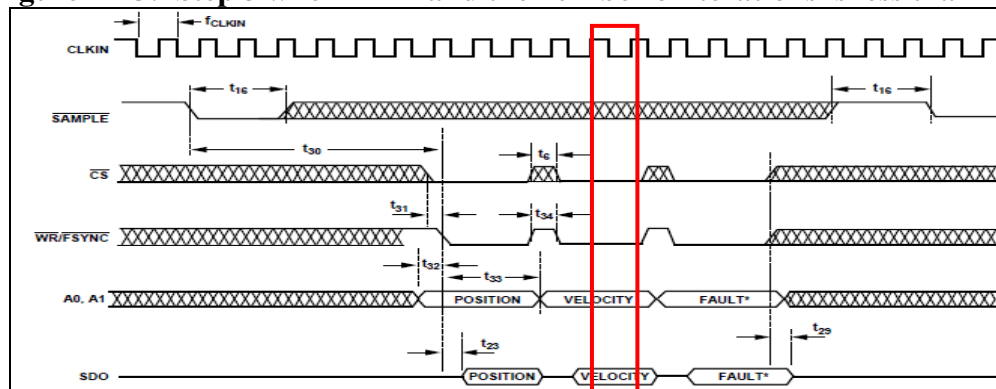 fCLKIN
CLKIN
t16
t16
SAMPLE
t30
t6
CS
t31
t34
WR/FSYNC
t32
t33
A0, A1
POSITION
VELOCITY
FAULT*
t23
t29
SDO
POSITION
VELOCITY
FAULT*